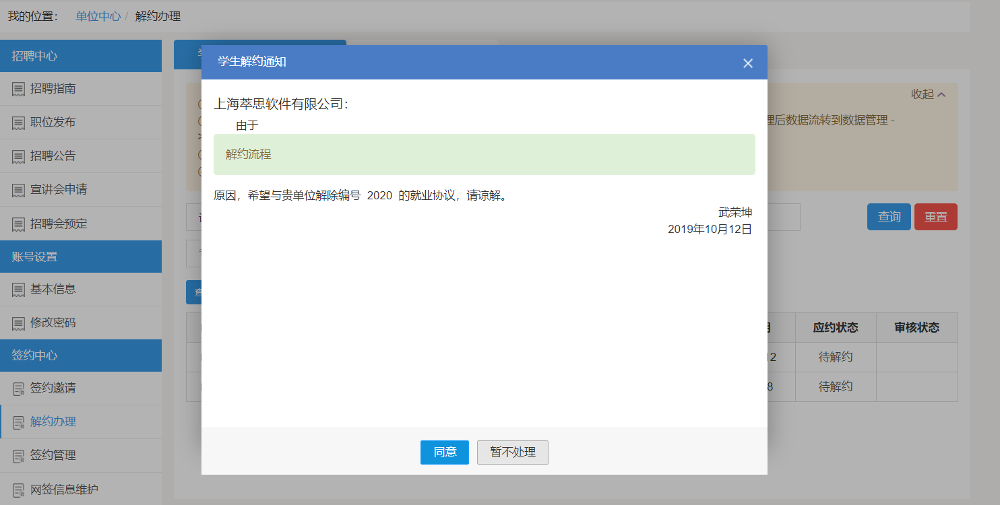 我的位置： 单位中心 / 解约办理
招聘中心
招聘指南
职位发布
招聘公告
宣讲会申请
招聘会预定
账号设置
基本信息
修改密码
签约中心
签约邀请
解约办理
签约管理
网签信息维护
学生解约通知
上海萃思软件有限公司：
由于
解约流程
原因，希望与贵单位解除编号 2020 的就业协议，请谅解。
武荣坤
2019年10月12日
同意 暂不处理
收起
理后数据流转到数据管理 -
>
查询 重置
应约状态 审核状态
12 待解约
8 待解约